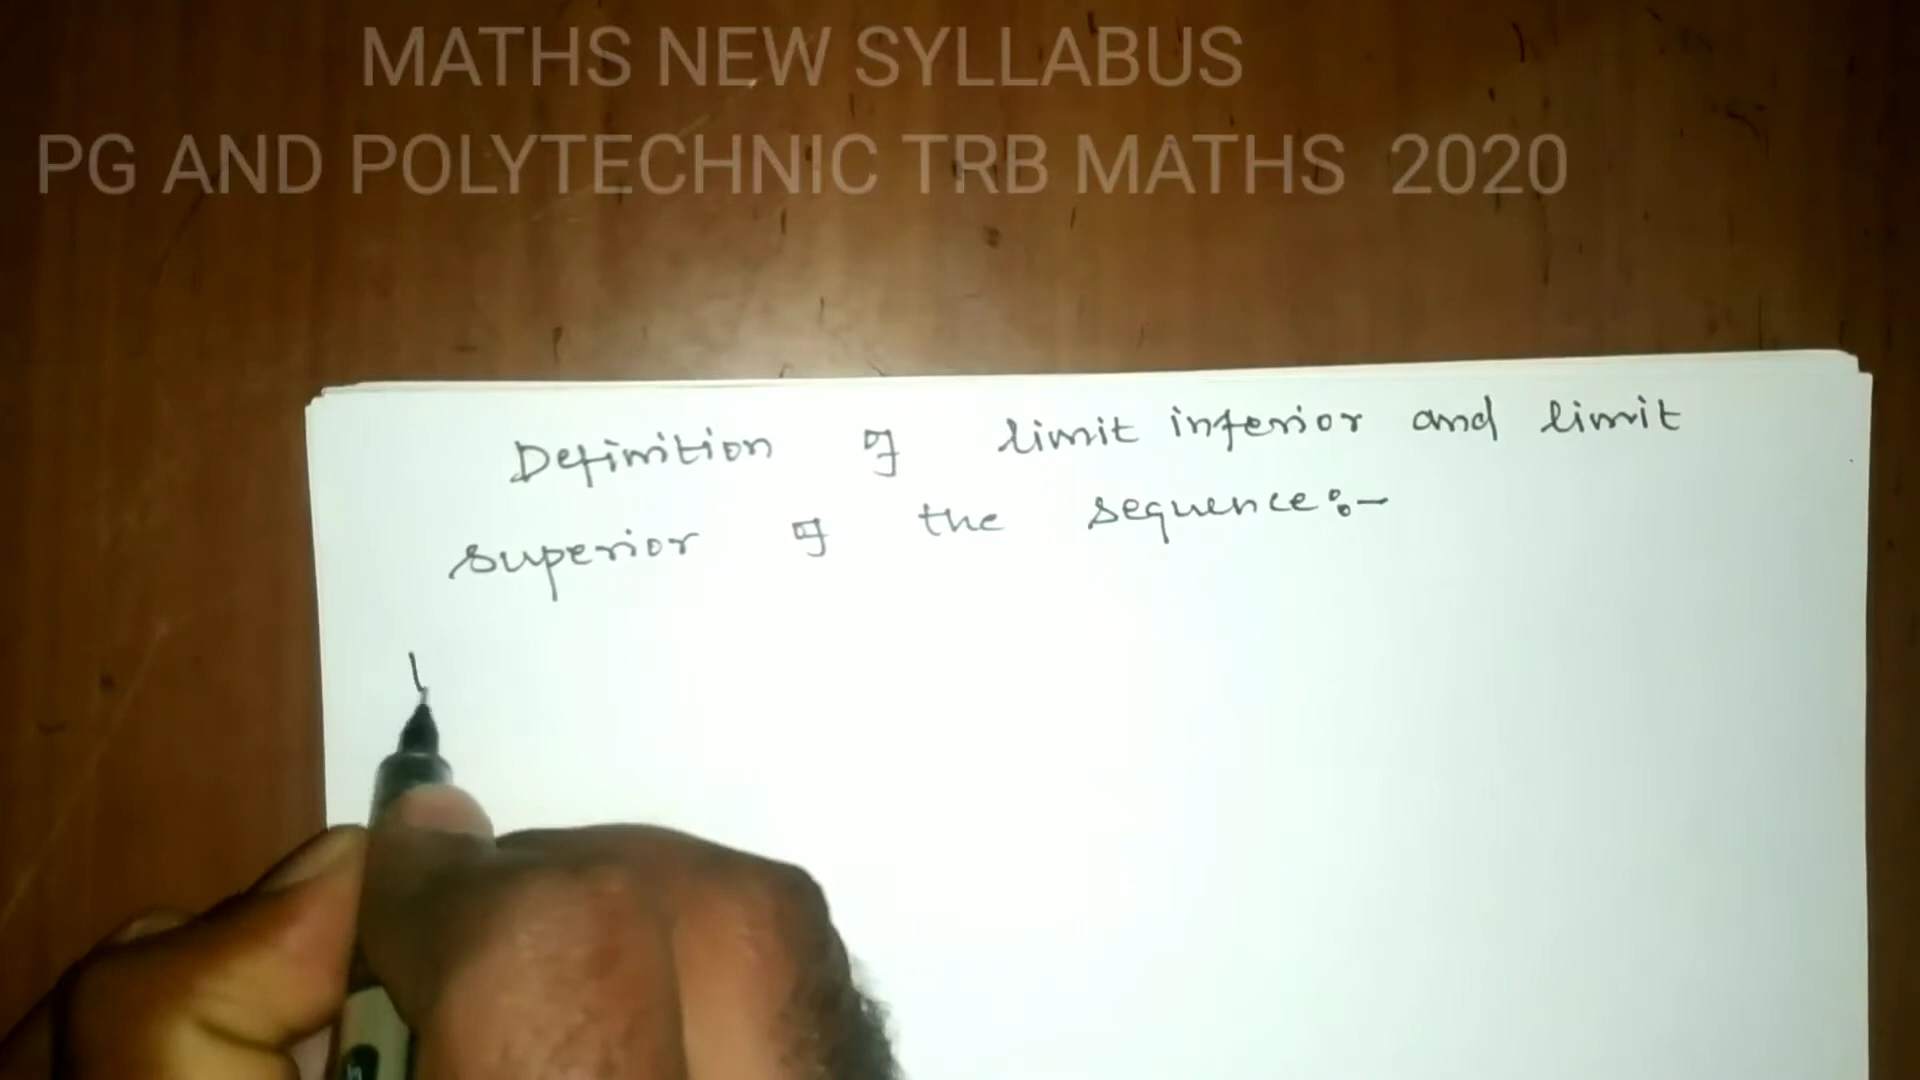 MATHS NEW SYLLABUS
PG AND POLYTECHNIC TRB MATHS 2020
Definition of limit inferior and limit
superior of the sequence:-